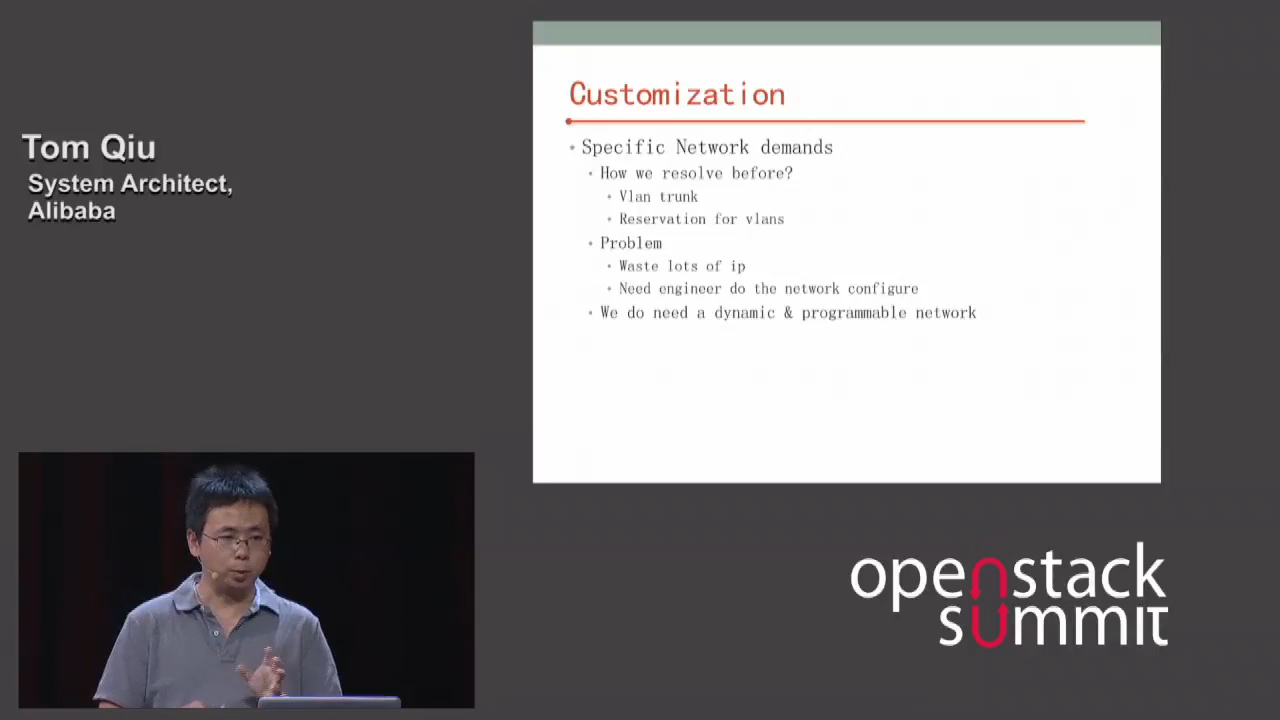 Tom Qiu
System Architect,
Alibaba
Customization
Specific Network demands
How we resolve before?
Vlan trunk
Reservation for vlans
Problem
Waste lots of ip
Need engineer do the network configure
We do need a dynamic & programmable network
openstack
summit